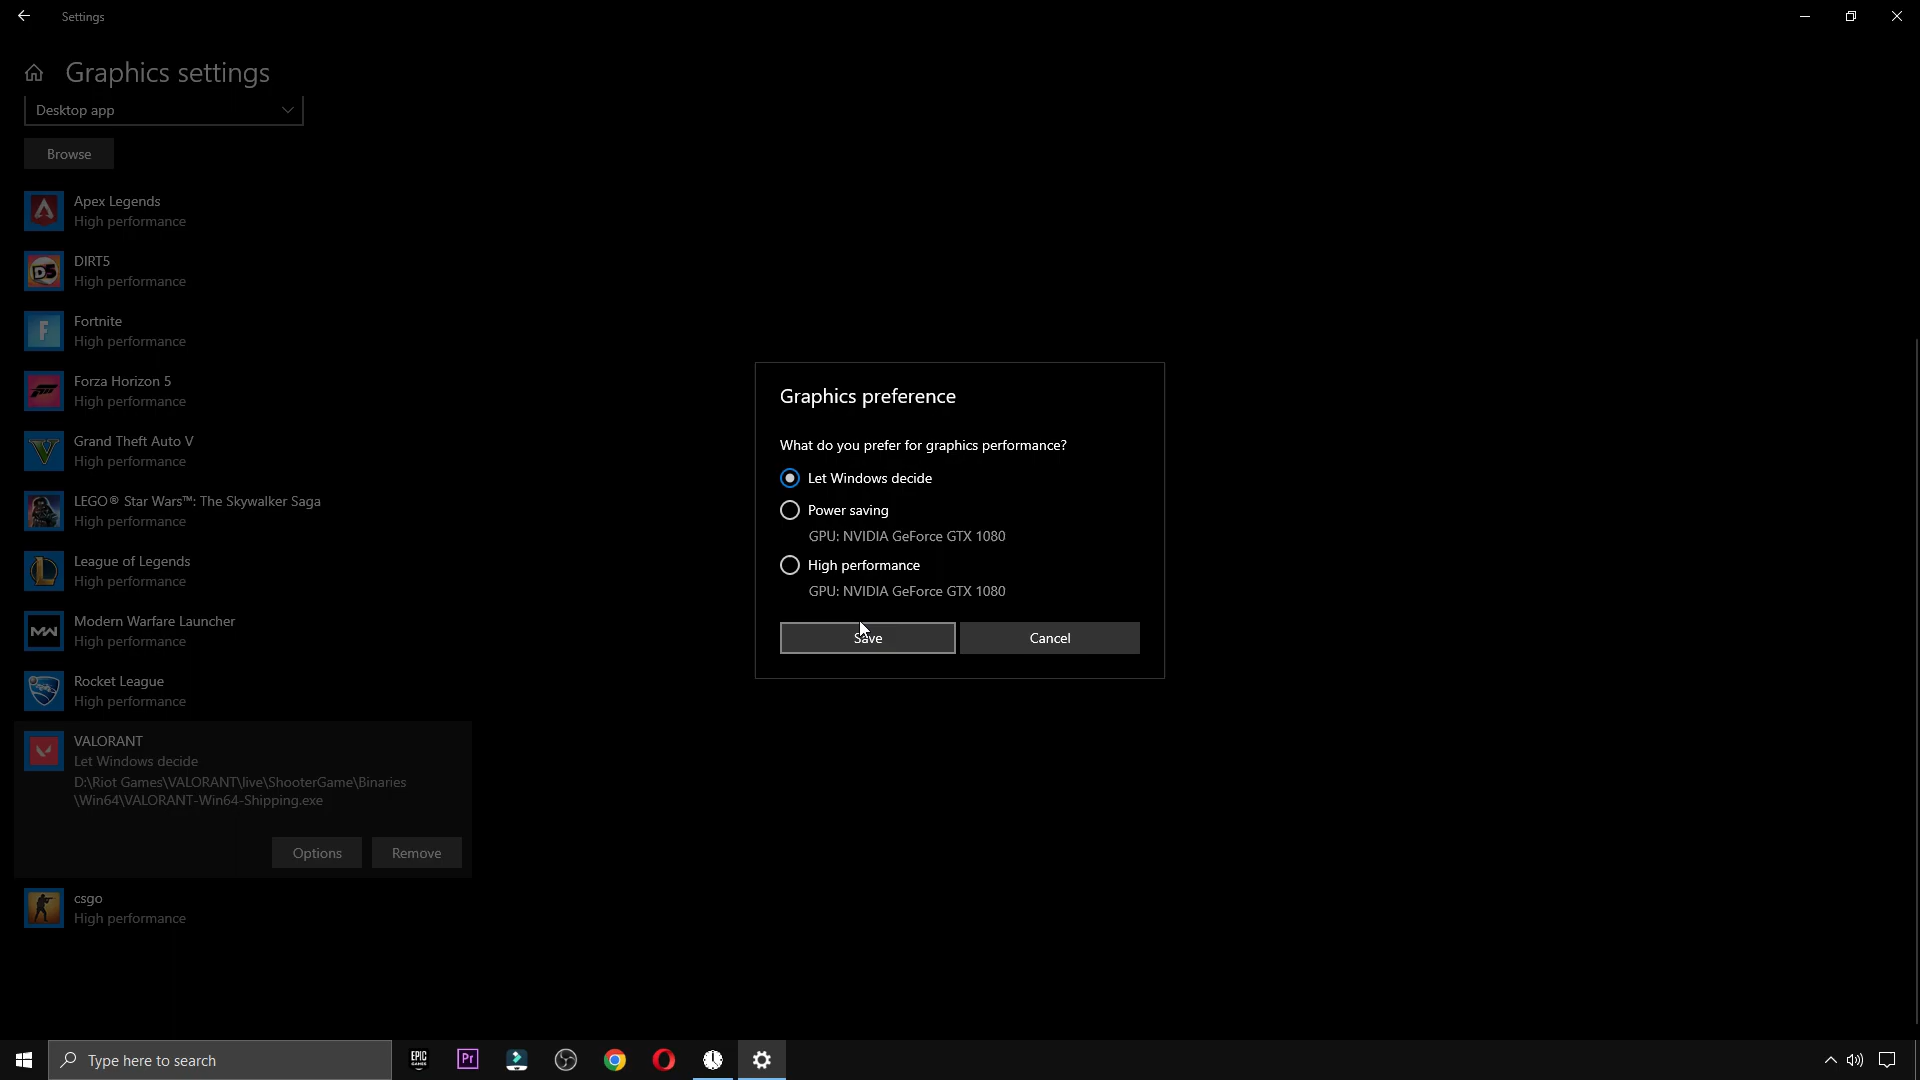 Settings
Graphics settings
Desktop app
Browse
Apex Legends
High performance
DIRT5
High performance
Fortnite
High performance
Forza Horizon 5
High performance
Grand Theft Auto V
High performance
LEGO® Star Wars™: The Skywalker Saga
High performance
League of Legends
High performance
Modern Warfare Launcher
High performance
Rocket League
High performance
VALORANT
Let Windows decide
D:\Riot Games\VALORANT\live\ShooterGame\Binaries
\Win64\VALORANT-Win64-Shipping.exe
Options Remove
csgo
High performance
Graphics preference
What do you prefer for graphics performance?
Let Windows decide
Power saving
GPU: NVIDIA GeForce GTX 1080
High performance
GPU: NVIDIA GeForce GTX 1080
Save Cancel
Type here to search
EPIC
GAMES
Pr